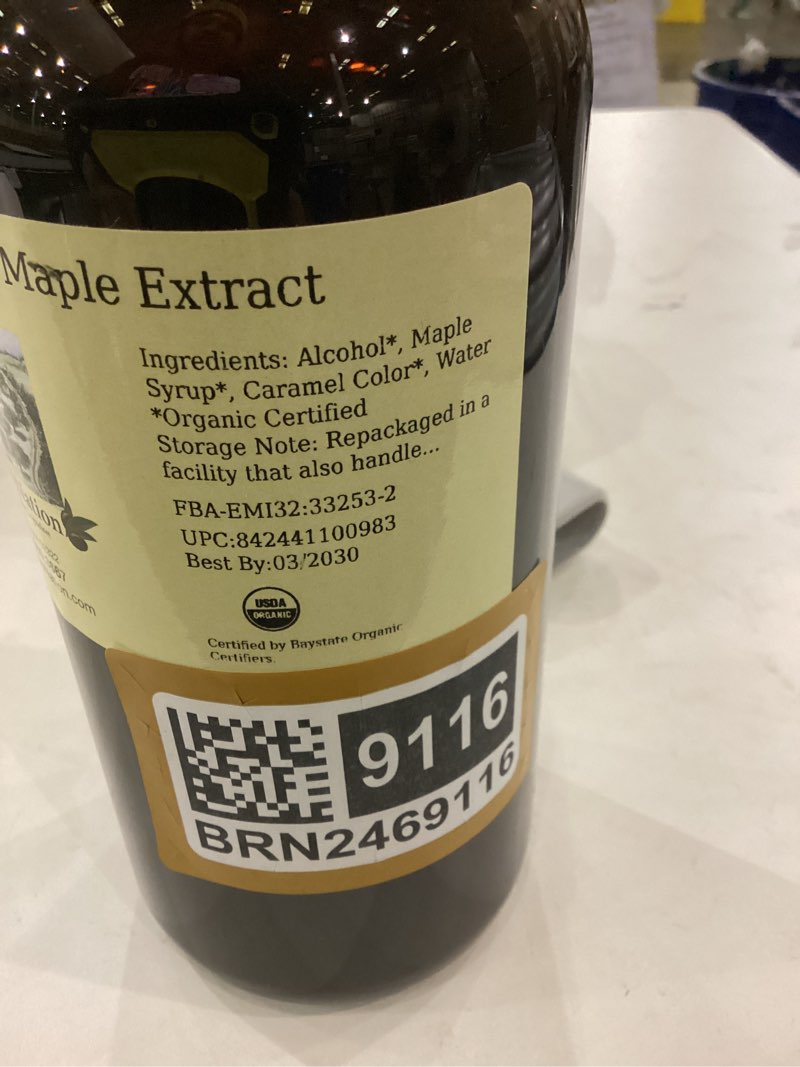 Maple Extract
Ingredients: Alcohol*, Maple
Syrup*, Caramel Color*, Water
*Organic Certified
Storage Note: Repackaged in a
facility that also handle...
FBA-EMI32:33253-2
UPC:842441100983
Best By:03/2030
USDA
ORGANIC
Certified by Baystate Organic
Certifiers.
9116
BRN2469116